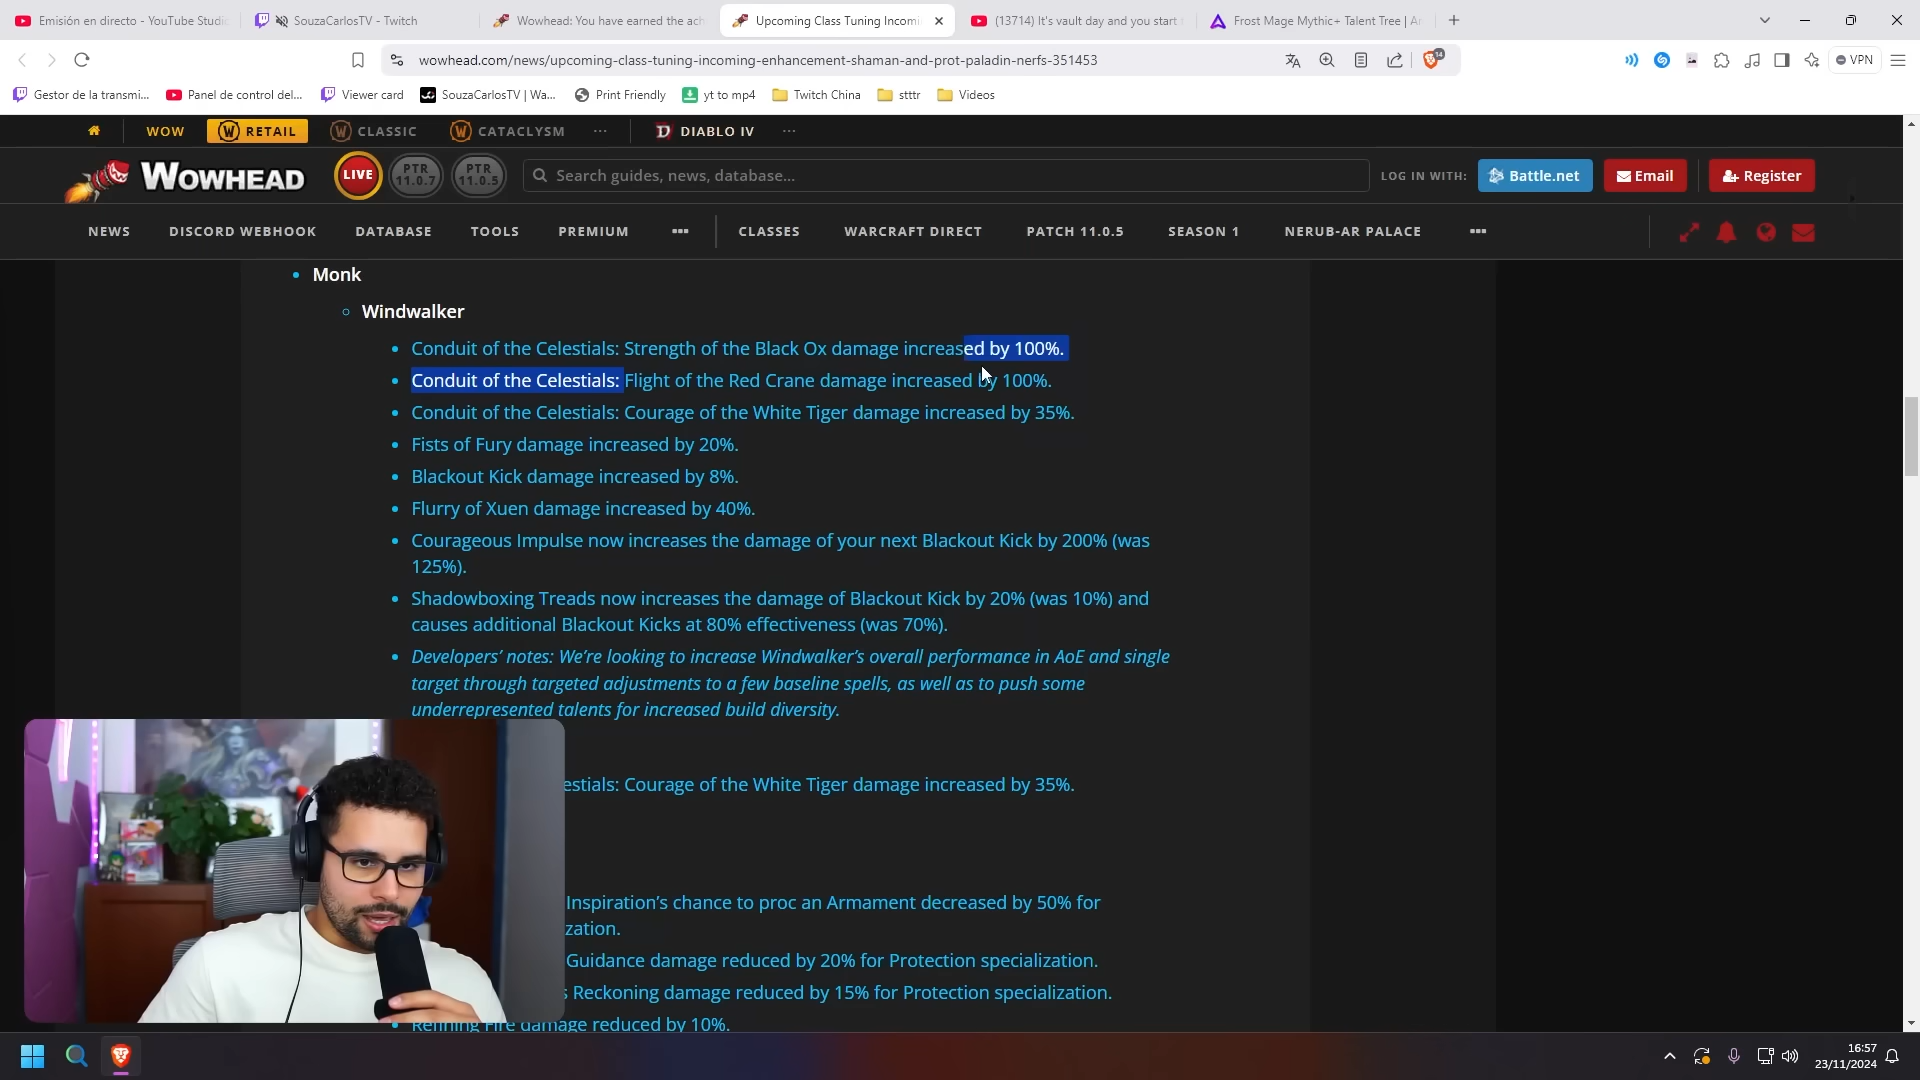 Emisión en directo - YouTube Studi
SouzaCarlosTV - Twitch
Wowhead: You have earned the ach
Upcoming Class Tuning Incomi
(13714) It's vault day and you start
Frost Mage Mythic+ Talent Tree | A
wowhead.com/news/upcoming-class-tuning-incoming-enhancement-shaman-and-prot-paladin-nerfs-351453
14
VPN
Gestor de la transmi...
Panel de control del...
Viewer card
SouzaCarlosTV | Wa...
Print Friendly
yt to mp4
Twitch China
stttr
Videos
WOW
RETAIL
CLASSIC
CATACLYSM
DIABLO IV
WOWHEAD
LIVE
PTR 11.0.7
PTR 11.0.5
Search guides, news, database...
LOG IN WITH:
Battle.net
Email
Register
NEWS
DISCORD WEBHOOK
DATABASE
TOOLS
PREMIUM
CLASSES
WARCRAFT DIRECT
PATCH 11.0.5
SEASON 1
NERUB-AR PALACE
Monk
Windwalker
Conduit of the Celestials: Strength of the Black Ox damage increased by 100%.
Conduit of the Celestials: Flight of the Red Crane damage increased by 100%.
Conduit of the Celestials: Courage of the White Tiger damage increased by 35%.
Fists of Fury damage increased by 20%.
Blackout Kick damage increased by 8%.
Flurry of Xuen damage increased by 40%.
Courageous Impulse now increases the damage of your next Blackout Kick by 200% (was
125%).
Shadowboxing Treads now increases the damage of Blackout Kick by 20% (was 10%) and
causes additional Blackout Kicks at 80% effectiveness (was 70%).
Developers’ notes: We’re looking to increase Windwalker’s overall performance in AoE and single
target through targeted adjustments to a few baseline spells, as well as to push some
underrepresented talents for increased build diversity.
estials: Courage of the White Tiger damage increased by 35%.
Inspiration’s chance to proc an Armament decreased by 50% for
zation.
Guidance damage reduced by 20% for Protection specialization.
s Reckoning damage reduced by 15% for Protection specialization.
Refining Fire damage reduced by 10%.
16:57
23/11/2024